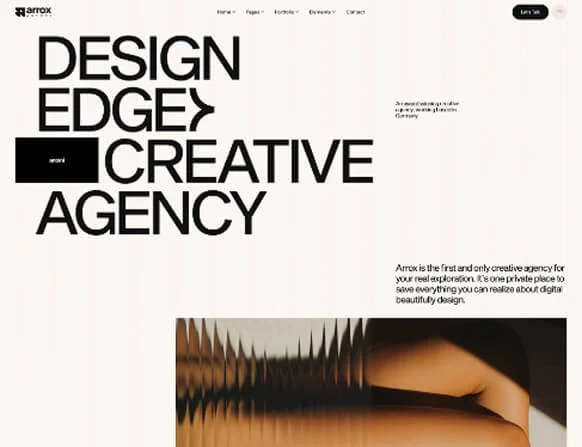 arrox
Home Pages Portfolio Elements Contact
Let's Talk
DESIGN
EDGE
CREATIVE
AGENCY
An award winning creative
agency, working based in
Germany
Arrox is the first and only creative agency for
your real exploration. It's one private place to
save everything you can realize about digital
beautifully design.